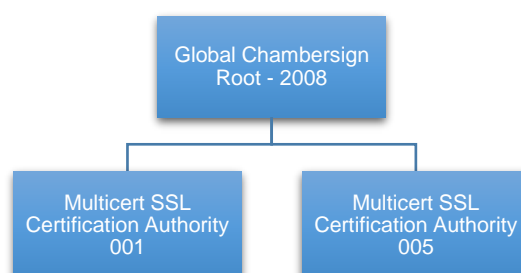 Global Chambersign
Root - 2008
Multicert SSL
Certification Authority
001
Multicert SSL
Certification Authority
005